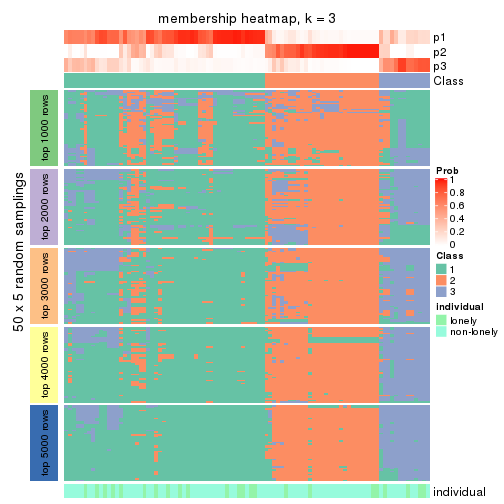 membership heatmap, k = 3
p1
p2
p3
Class
50 x 5 random samplings
top 1000 rows
top 2000 rows
top 3000 rows
top 4000 rows
top 5000 rows
Prob
1
0.8
0.6
0.4
0.2
0
Class
1
2
3
individual
lonely
non-lonely
individual